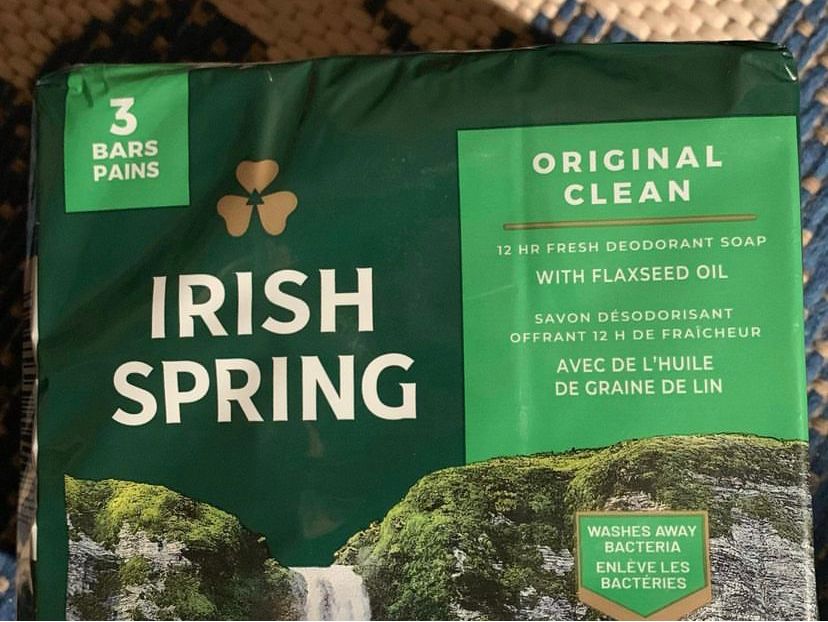 3
BARS
PAINS
IRISH
SPRING
ORIGINAL
CLEAN
12 HR FRESH DEODORANT SOAP
WITH FLAXSEED OIL
SAVON DÉSODORISANT
OFFRANT 12 H DE FRAÎCHEUR
AVEC DE L'HUILE
DE GRAINE DE LIN
WASHES AWAY
BACTERIA
ENLÈVE LES
BACTÉRIES